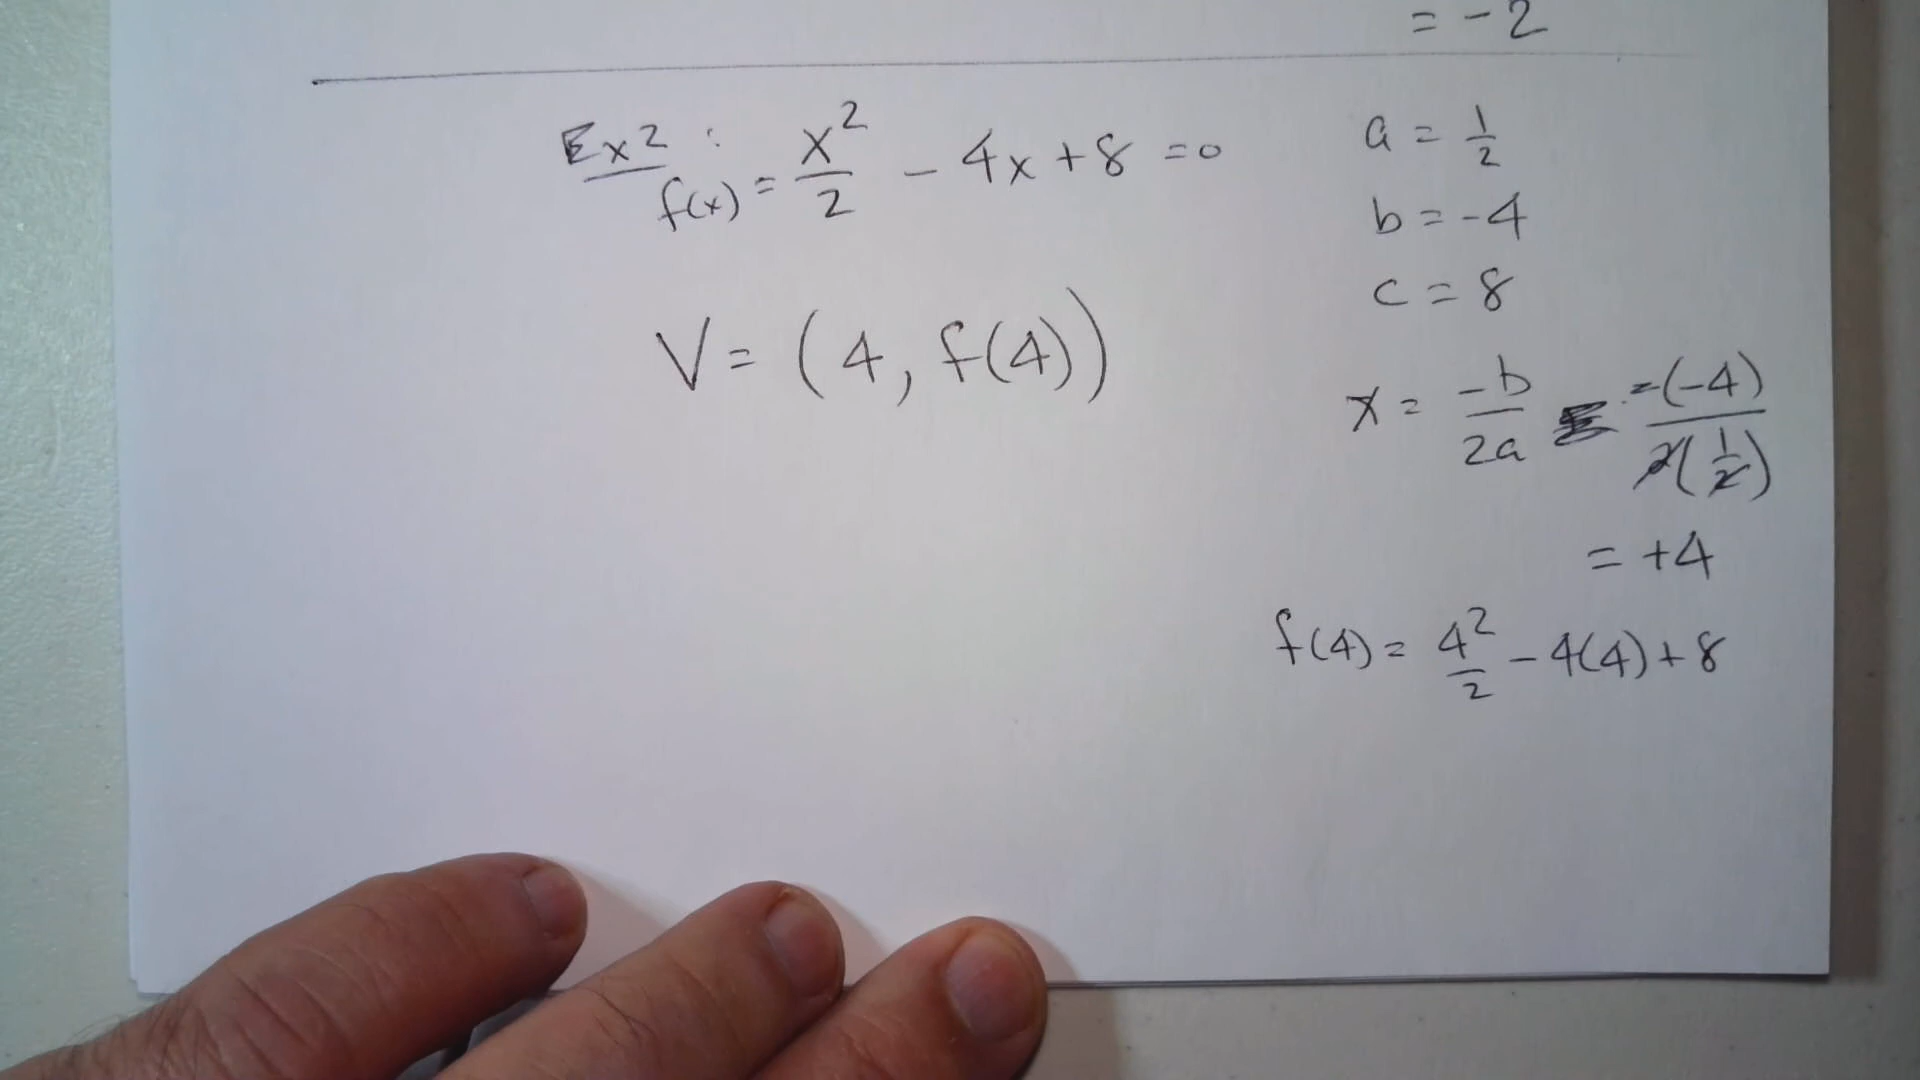 = -2
Ex2 :
f(x) = x²/2 - 4x + 8 = 0
V = (4, f(4))
a = 1/2
b = -4
c = 8
x = -b/2a = -(-4)/2(1/2)
= +4
f(4) = 4²/2 - 4(4) + 8